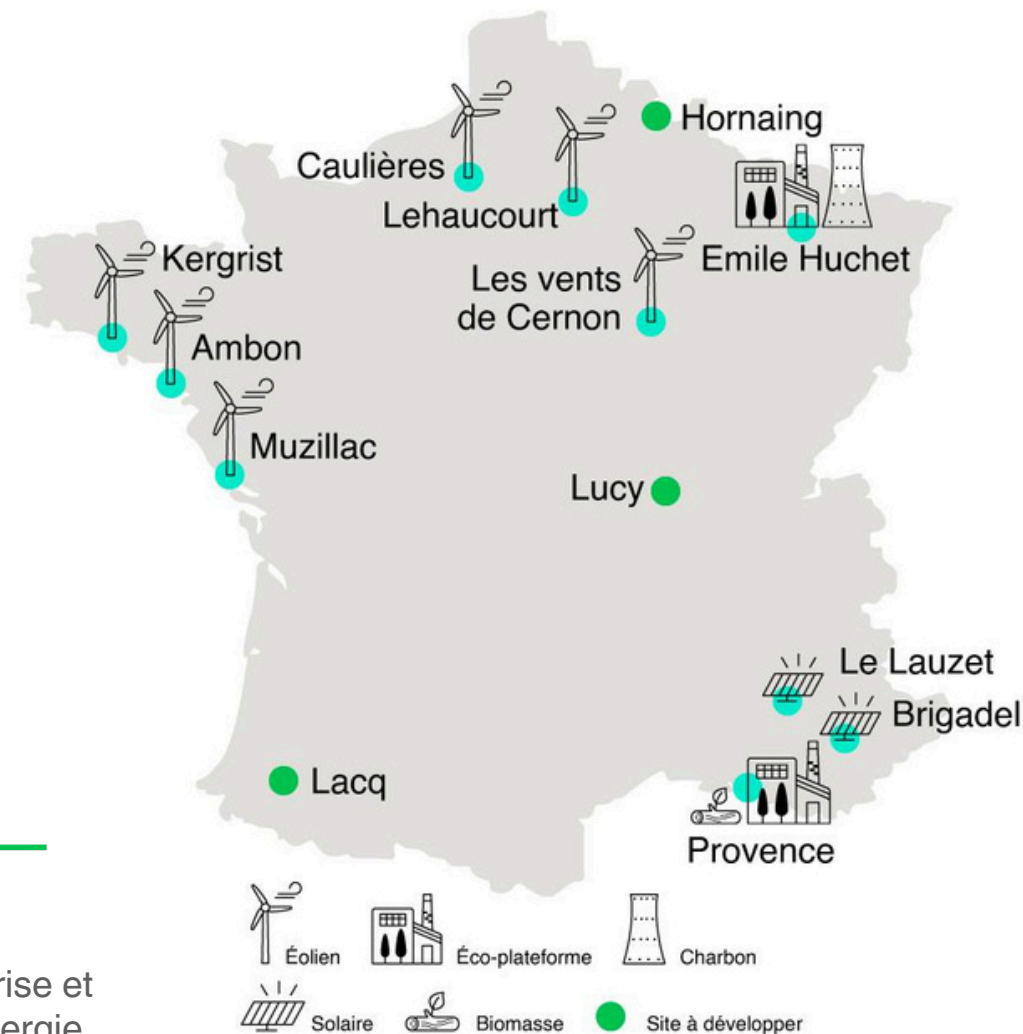 Hornaing
Caulières
Lehaucourt
Emile Huchet
Kergrist
Les vents
de Cernon
Ambon
Muzillac
Lucy
Le Lauzet
Brigadel
Lacq
Provence
Éolien
Éco-plateforme
Charbon
Solaire
Biomasse
Site à développer
et